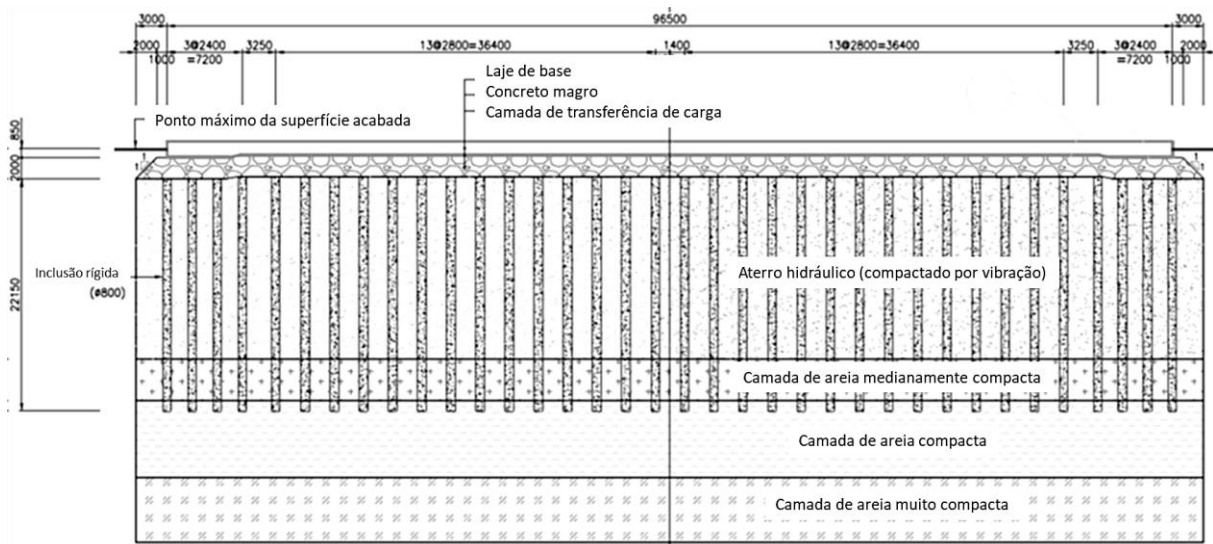 3000 96500 3000
2000 3@2400 3250 13@2800=36400 1400 13@2800=36400 3250 3@2400 2000
1000 =7200 =7200 1000
Laje de base
Concreto magro
Camada de transferência de carga
Ponto máximo da superfície acabada
850
2000
1
1
22150
Inclusão rígida
(ø800)
Aterro hidráulico (compactado por vibração)
Camada de areia medianamente compacta
Camada de areia compacta
Camada de areia muito compacta